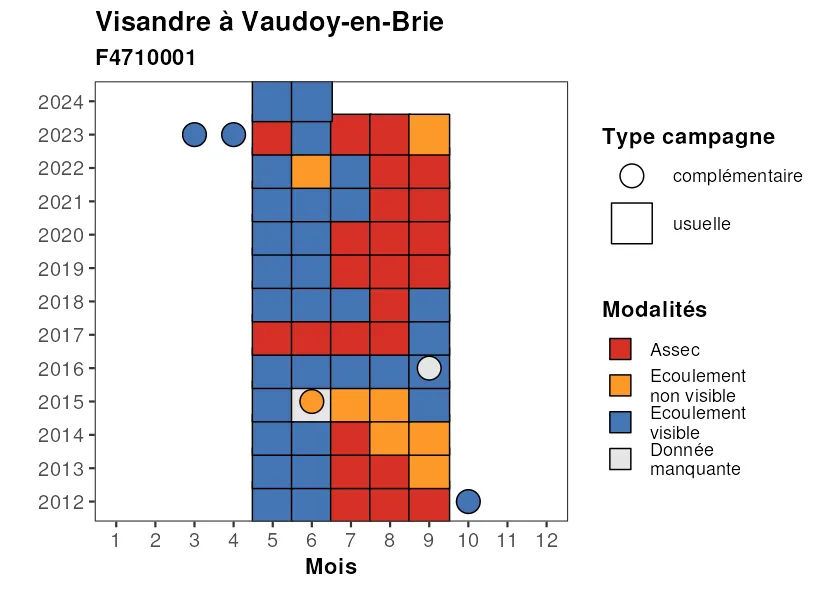 Visandre à Vaudoy-en-Brie
F4710001
2024
2023
2022
2021
2020
2019
2018
2017
2016
2015
2014
2013
2012
1 2 3 4 5 6 7 8 9 10 11 12
Mois
Type campagne
complémentaire
usuelle
Modalités
Assec
Ecoulement
non visible
Ecoulement
visible
Donnée
manquante